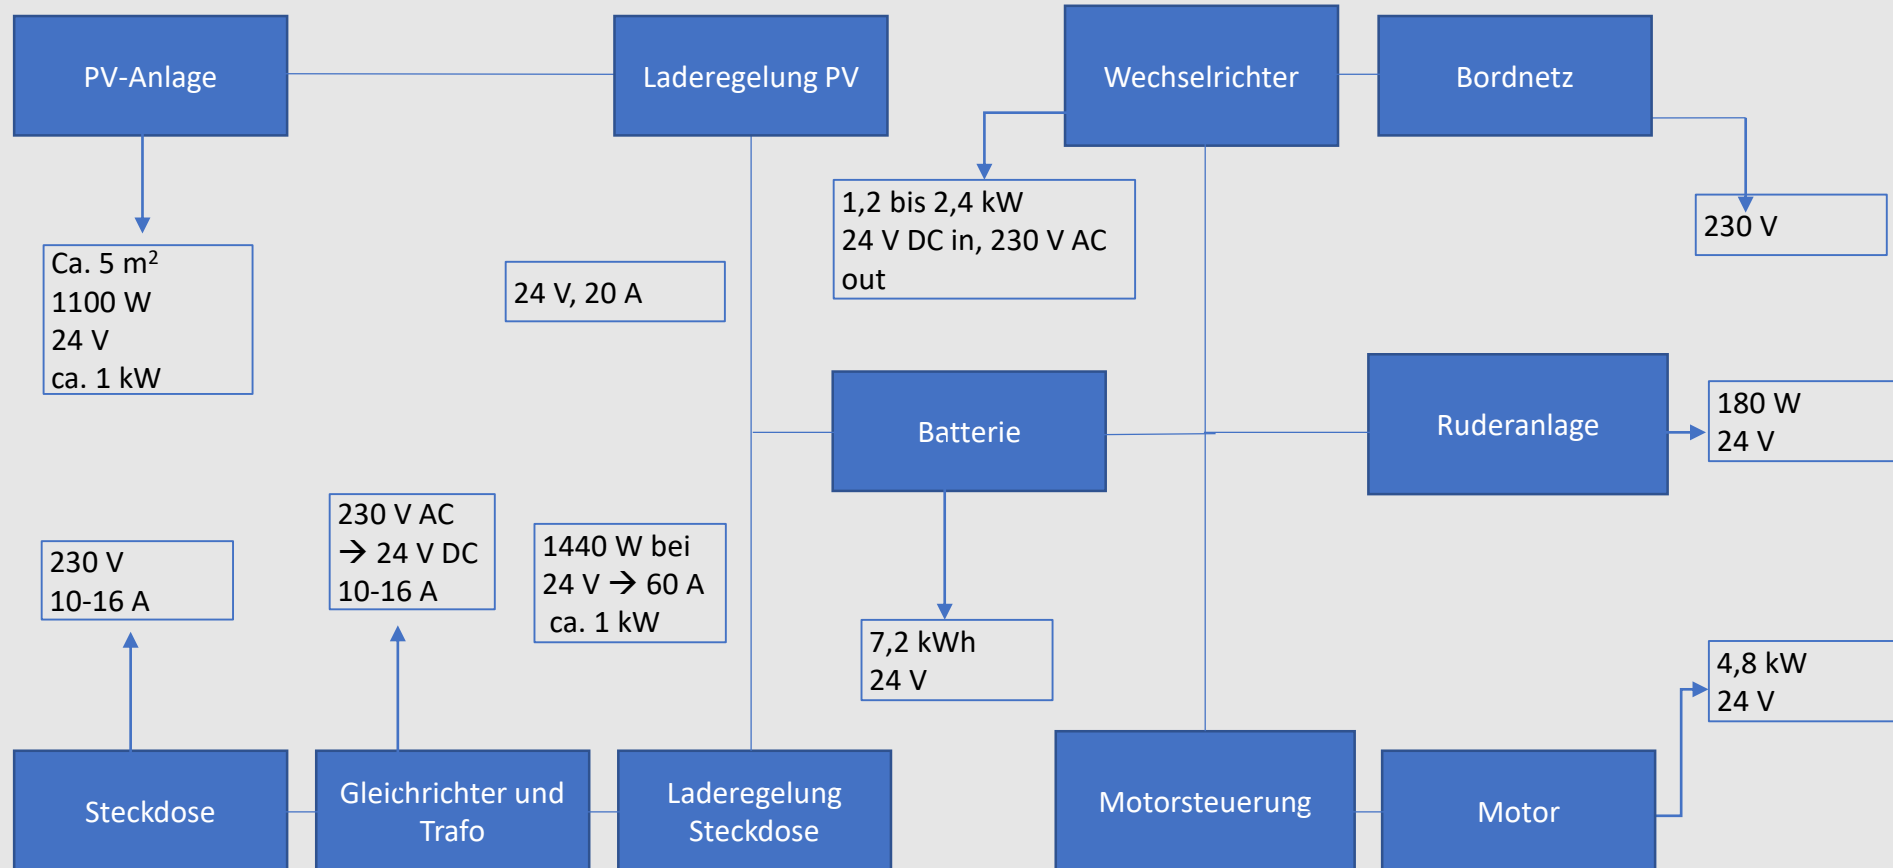 PV-Anlage
Laderegelung PV
Wechselrichter
Bordnetz
Ca. 5 m²
1100 W
24 V
ca. 1 kW
24 V, 20 A
1,2 bis 2,4 kW
24 V DC in, 230 V AC
out
230 V
Batterie
Ruderanlage
180 W
24 V
230 V
10-16 A
230 V AC
→ 24 V DC
10-16 A
1440 W bei
24 V → 60 A
ca. 1 kW
7,2 kWh
24 V
4,8 kW
24 V
Steckdose
Gleichrichter und
Trafo
Laderegelung
Steckdose
Motorsteuerung
Motor